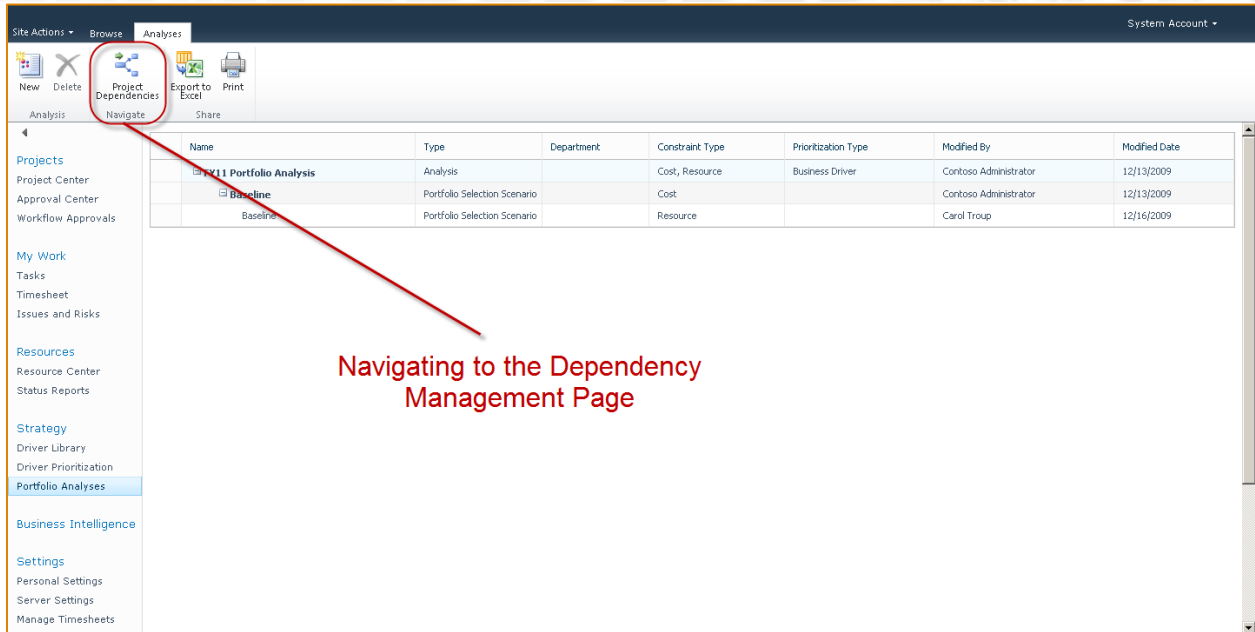 System Account
Site Actions Browse Analyses
New Delete Project Dependencies Export to Excel Print
Analysis Navigate Share
Name Type Department Constraint Type Prioritization Type Modified By Modified Date
FY11 Portfolio Analysis Analysis Cost, Resource Business Driver Contoso Administrator 12/13/2009
Baseline Portfolio Selection Scenario Cost Contoso Administrator 12/13/2009
Baseline Portfolio Selection Scenario Resource Carol Troup 12/16/2009
Projects
Project Center
Approval Center
Workflow Approvals
My Work
Tasks
Timesheet
Issues and Risks
Resources
Resource Center
Status Reports
Strategy
Driver Library
Driver Prioritization
Portfolio Analyses
Business Intelligence
Settings
Personal Settings
Server Settings
Manage Timesheets
Navigating to the Dependency
Management Page